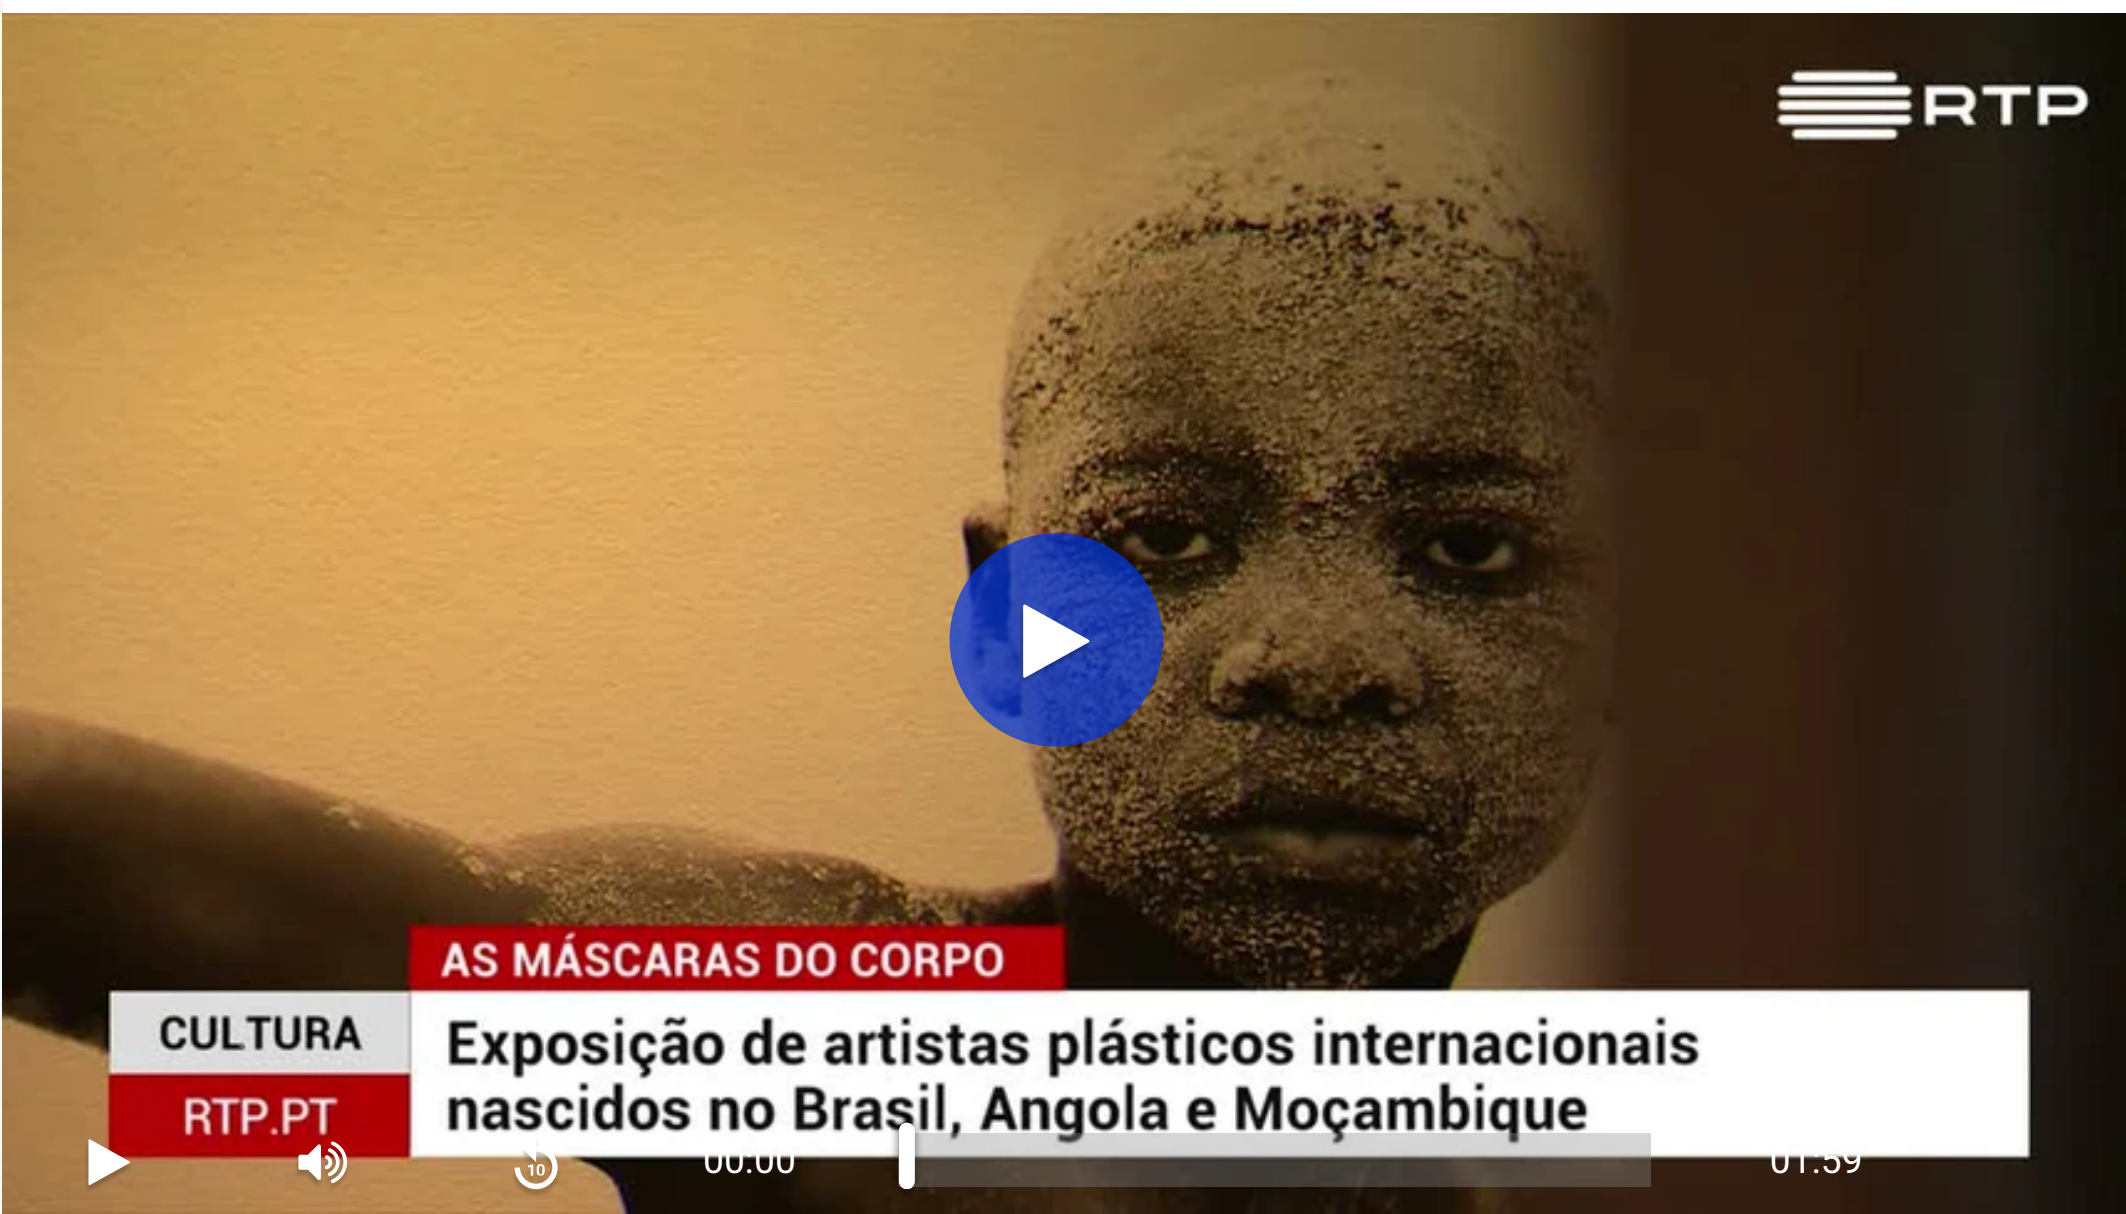 RTP
AS MÁSCARAS DO CORPO
CULTURA
Exposição de artistas plásticos internacionais
nascidos no Brasil, Angola e Moçambique
RTP.PT
10
00:00
01:59